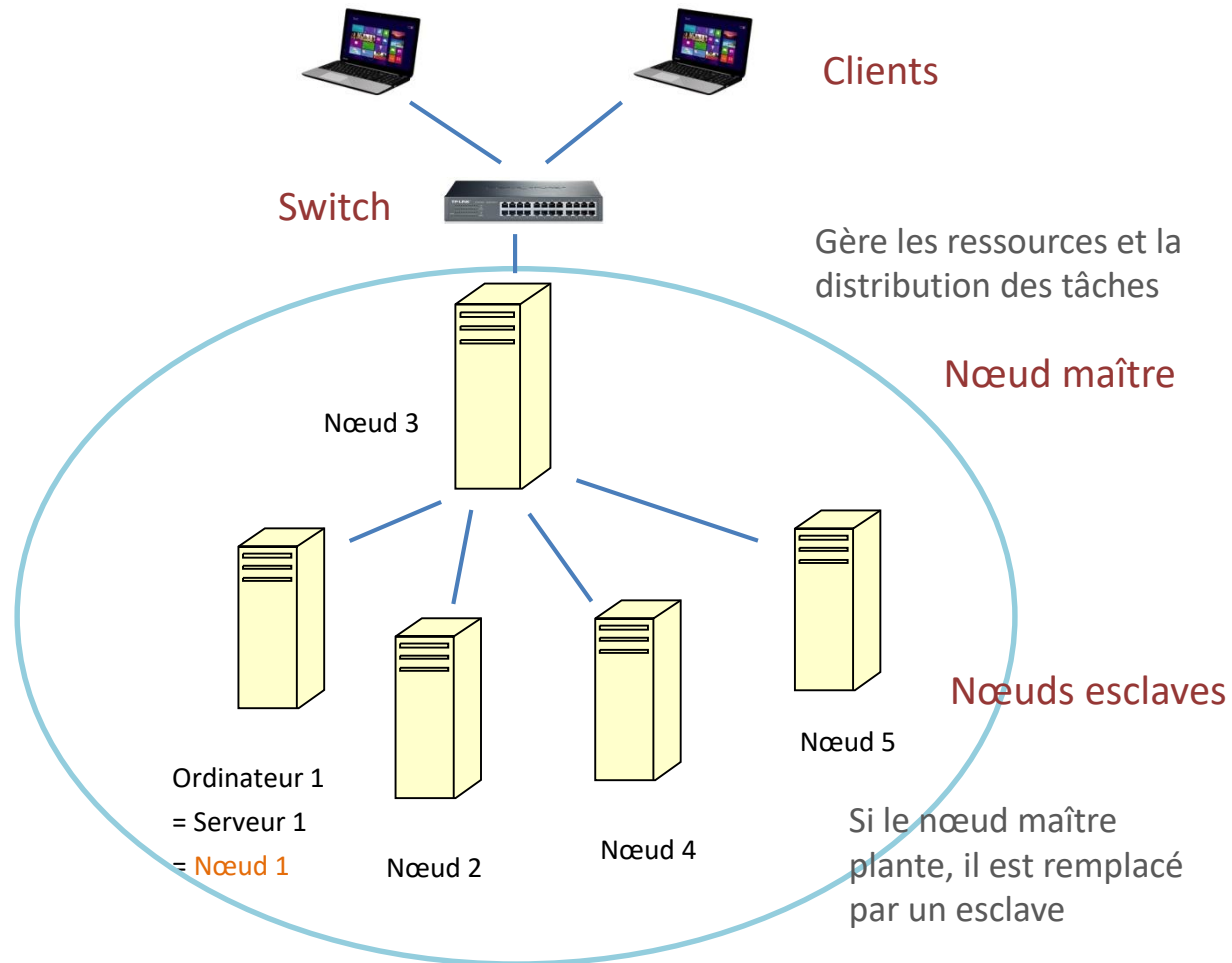 Clients
Switch
TP-LINK
Gère les ressources et la
distribution des tâches
Nœud maître
Nœud 3
Nœuds esclaves
Nœud 5
Ordinateur 1
= Serveur 1
= Nœud 1
Nœud 2
Nœud 4
Si le nœud maître
plante, il est remplacé
par un esclave